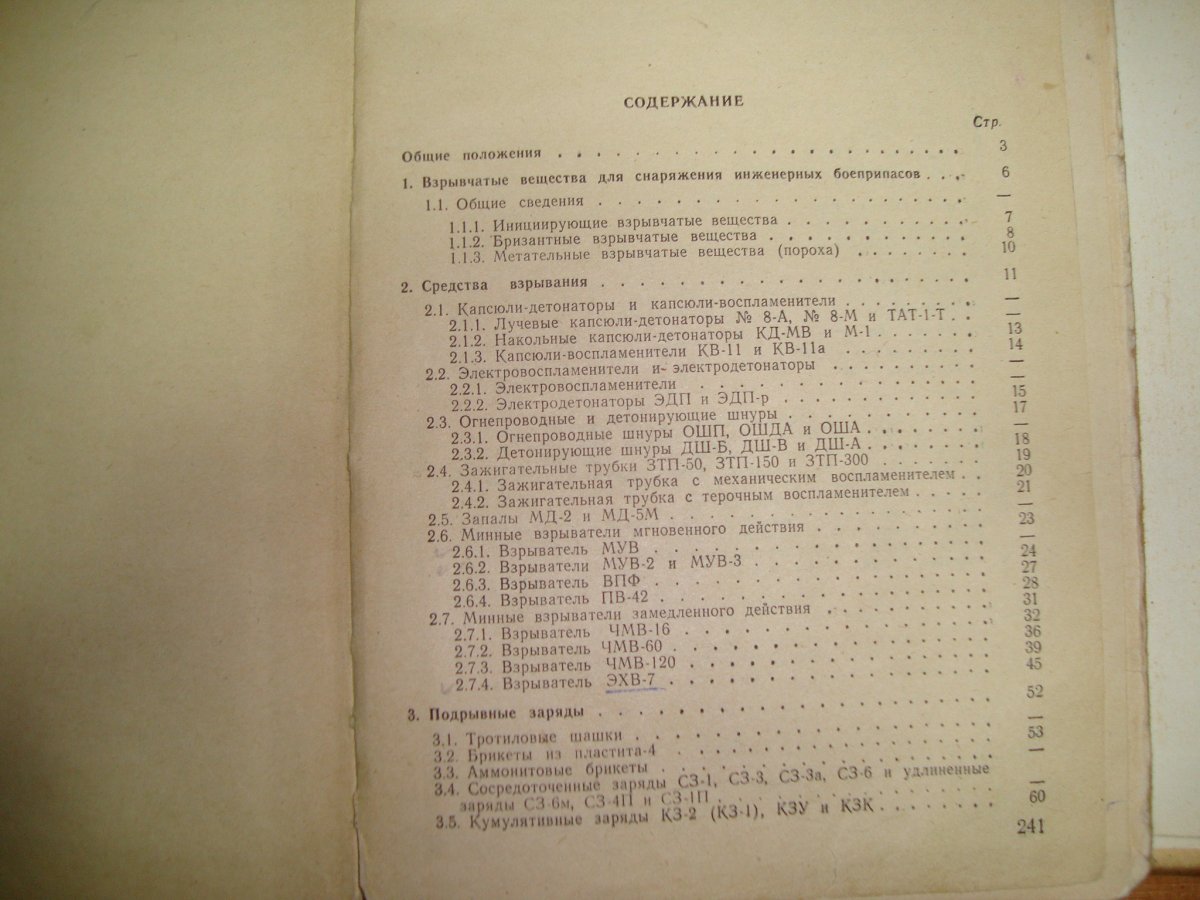 СОДЕРЖАНИЕ
Стр.
Общие положения . . . . . . . . . . . . . . . . . . . . . 3
1. Взрывчатые вещества для снаряжения инженерных боеприпасов . . . . 6
1.1. Общие сведения . . . . . . . . . . . . . . . . . . . —
1.1.1. Инициирующие взрывчатые вещества . . . . . . . . . . 7
1.1.2. Бризантные взрывчатые вещества . . . . . . . . . . . 8
1.1.3. Метательные взрывчатые вещества (пороха) . . . . . . . 10
2. Средства взрывания . . . . . . . . . . . . . . . . . . . 11
2.1. Капсюли-детонаторы и капсюли-воспламенители . . . . . . . —
2.1.1. Лучевые капсюли-детонаторы № 8-А, № 8-М и ТАТ-1-Т . . —
2.1.2. Накольные капсюли-детонаторы КД-МВ и М-1 . . . . . . 13
2.1.3. Капсюли-воспламенители КВ-11 и КВ-11а . . . . . . . 14
2.2. Электровоспламенители и электродетонаторы . . . . . . . . —
2.2.1. Электровоспламенители . . . . . . . . . . . . . . . —
2.2.2. Электродетонаторы ЭДП и ЭДП-р . . . . . . . . . . . 15
2.3. Огнепроводные и детонирующие шнуры . . . . . . . . . . 17
2.3.1. Огнепроводные шнуры ОШП, ОШДА и ОША . . . . . . . —
2.3.2. Детонирующие шнуры ДШ-Б, ДШ-В и ДШ-А . . . . . . . 18
2.4. Зажигательные трубки ЗТП-50, ЗТП-150 и ЗТП-300 . . . . . . 19
2.4.1. Зажигательная трубка с механическим воспламенителем . . 20
2.4.2. Зажигательная трубка с терочным воспламенителем . . . . . 21
2.5. Запалы МД-2 и МД-5М . . . . . . . . . . . . . . . . . —
2.6. Минные взрыватели мгновенного действия . . . . . . . . . 23
2.6.1. Взрыватель МУВ . . . . . . . . . . . . . . . . . . —
2.6.2. Взрыватели МУВ-2 и МУВ-3 . . . . . . . . . . . . . 24
2.6.3. Взрыватель ВПФ . . . . . . . . . . . . . . . . . . 27
2.6.4. Взрыватель ПВ-42 . . . . . . . . . . . . . . . . . 28
2.7. Минные взрыватели замедленного действия . . . . . . . . . 31
2.7.1. Взрыватель ЧМВ-16 . . . . . . . . . . . . . . . . 32
2.7.2. Взрыватель ЧМВ-60 . . . . . . . . . . . . . . . . 36
2.7.3. Взрыватель ЧМВ-120 . . . . . . . . . . . . . . . . 39
2.7.4. Взрыватель ЭХВ-7 . . . . . . . . . . . . . . . . . 45
3. Подрывные заряды . . . . . . . . . . . . . . . . . . . . 52
3.1. Тротиловые шашки . . . . . . . . . . . . . . . . . . —
3.2. Брикеты из пластита-4 . . . . . . . . . . . . . . . . 53
3.3. Аммонитовые брикеты . . . . . . . . . . . . . . . . . —
3.4. Сосредоточенные заряды СЗ-1, СЗ-3, СЗ-3а, СЗ-6 и удлиненные
заряды СЗ-6м, СЗ-4П и СЗ-1П . . . . . . . . . . . . . . —
3.5. Кумулятивные заряды КЗ-2 (КЗ-1), КЗУ и КЗК . . . . . . . . 60
241